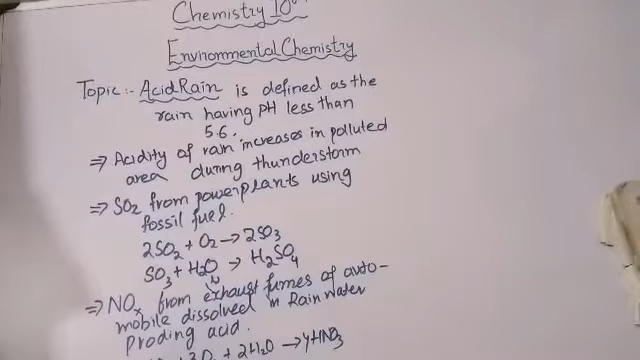 Chemistry 10th
Environmental Chemistry
Topic :- Acid Rain is defined as the
rain having PH less than
5.6.
⇒ Acidity of rain increases in polluted
area during thunderstorm
⇒ SO2 from powerplants using
fossil fuel.
2SO2 + O2 → 2SO3
SO3 + H2O → H2SO4
⇒ NOx from exhaust fumes of auto-
mobile dissolved in Rain water
Proding acid.
+ 2H2O → 4HNO3